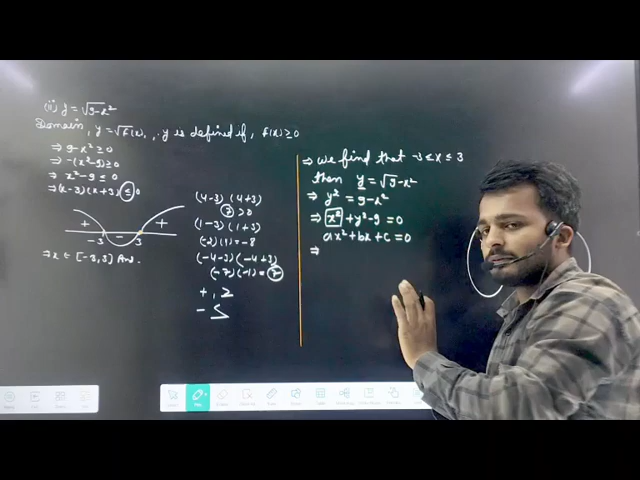 (ii) y = √9-x²
Domain, y = √f(x), ∴ y is defined if, f(x) ≥ 0
⇒ 9-x² ≥ 0
⇒ -(x²-9) ≥ 0
⇒ x²-9 ≤ 0
⇒ (x-3)(x+3) ≤ 0
+ - +
-3 3
⇒ x ∈ [-3,3] Ans.
(4-3) (4+3)
7 > 0
(1-3) (1+3)
(-4-3) (-4+3)
(-7)(-1) = 7
⇒ we find that -3 ≤ x ≤ 3
then y = √9-x²
⇒ y² = 9-x²
⇒ x² + y² - 9 = 0
ax² + bx + c = 0
⇒